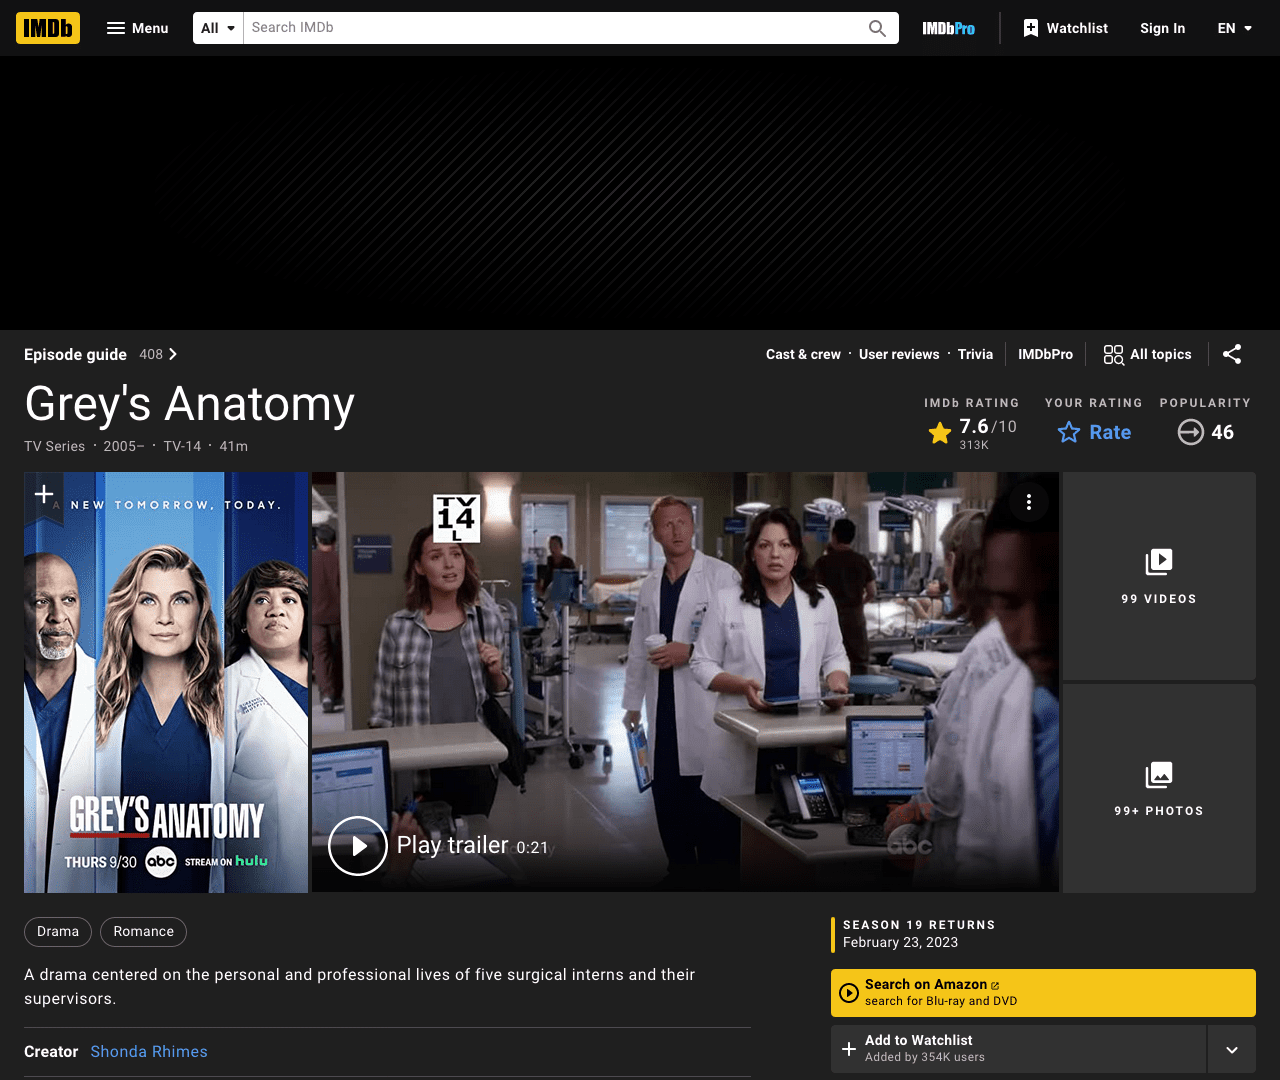 IMDb
Menu
All
Search IMDb
IMDbPro
Watchlist
Sign In
EN
Episode guide 408
Cast & crew · User reviews · Trivia
IMDbPro
All topics
Grey's Anatomy
TV Series · 2005– · TV-14 · 41m
IMDb RATING
7.6/10
313K
YOUR RATING
Rate
POPULARITY
46
A NEW TOMORROW, TODAY.
GREY'S ANATOMY
THURS 9/30 abc STREAM ON hulu
TV
14
L
abc
Play trailer 0:21
99 VIDEOS
99+ PHOTOS
Drama
Romance
A drama centered on the personal and professional lives of five surgical interns and their
supervisors.
Creator Shonda Rhimes
SEASON 19 RETURNS
February 23, 2023
Search on Amazon
search for Blu-ray and DVD
Add to Watchlist
Added by 354K users